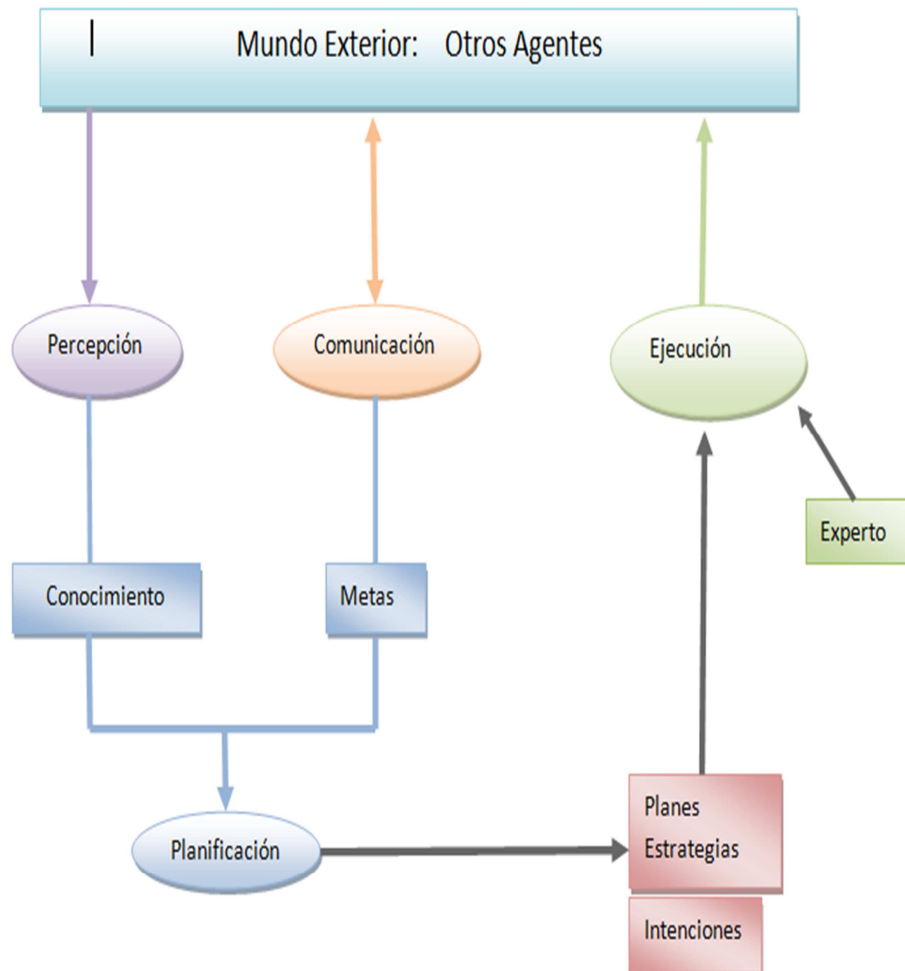 Mundo Exterior: Otros Agentes
Percepción
Comunicación
Ejecución
Experto
Conocimiento
Metas
Planificación
Planes
Estrategias
Intenciones